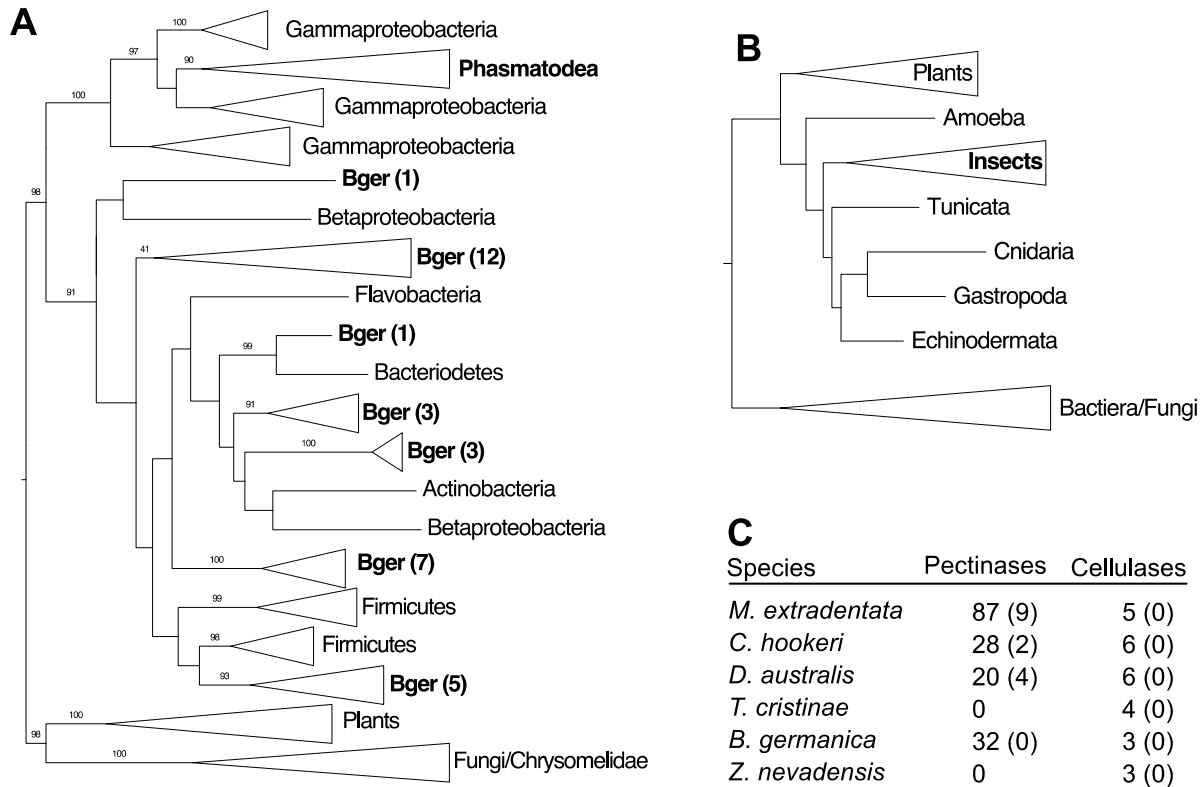 A
100
Gammaproteobacteria
97
90
Phasmatodea
100
Gammaproteobacteria
Gammaproteobacteria
98
Bger (1)
Betaproteobacteria
41
Bger (12)
91
Flavobacteria
99
Bger (1)
Bacteriodetes
91
Bger (3)
100
Bger (3)
Actinobacteria
Betaproteobacteria
100
Bger (7)
99
Firmicutes
98
Firmicutes
93
Bger (5)
98
100
Plants
100
Fungi/Chrysomelidae
B
Plants
Amoeba
Insects
Tunicata
Cnidaria
Gastropoda
Echinodermata
Bactiera/Fungi
C
Species Pectinases Cellulases
M. extradentata 87 (9) 5 (0)
C. hookeri 28 (2) 6 (0)
D. australis 20 (4) 6 (0)
T. cristinae 0 4 (0)
B. germanica 32 (0) 3 (0)
Z. nevadensis 0 3 (0)